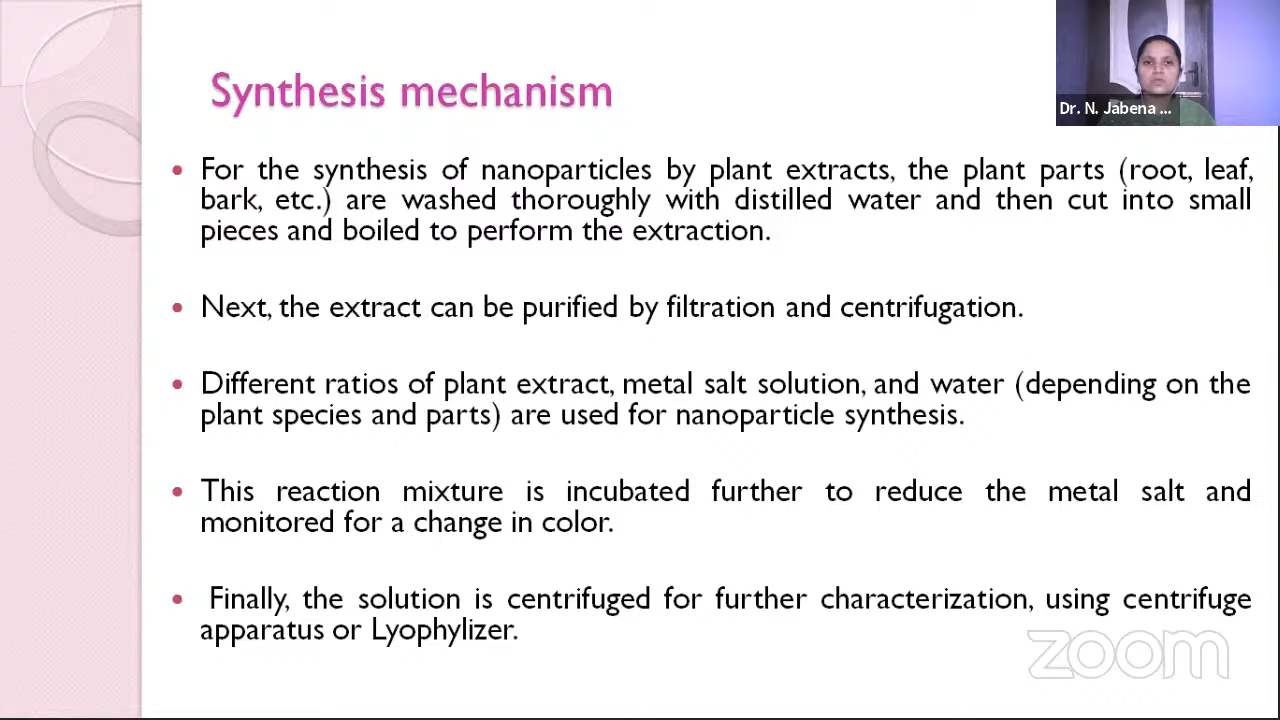 Synthesis mechanism
Dr. N. Jabena ...
• For the synthesis of nanoparticles by plant extracts, the plant parts (root, leaf,
bark, etc.) are washed thoroughly with distilled water and then cut into small
pieces and boiled to perform the extraction.
• Next, the extract can be purified by filtration and centrifugation.
• Different ratios of plant extract, metal salt solution, and water (depending on the
plant species and parts) are used for nanoparticle synthesis.
• This reaction mixture is incubated further to reduce the metal salt and
monitored for a change in color.
• Finally, the solution is centrifuged for further characterization, using centrifuge
apparatus or Lyophylizer.
zoom